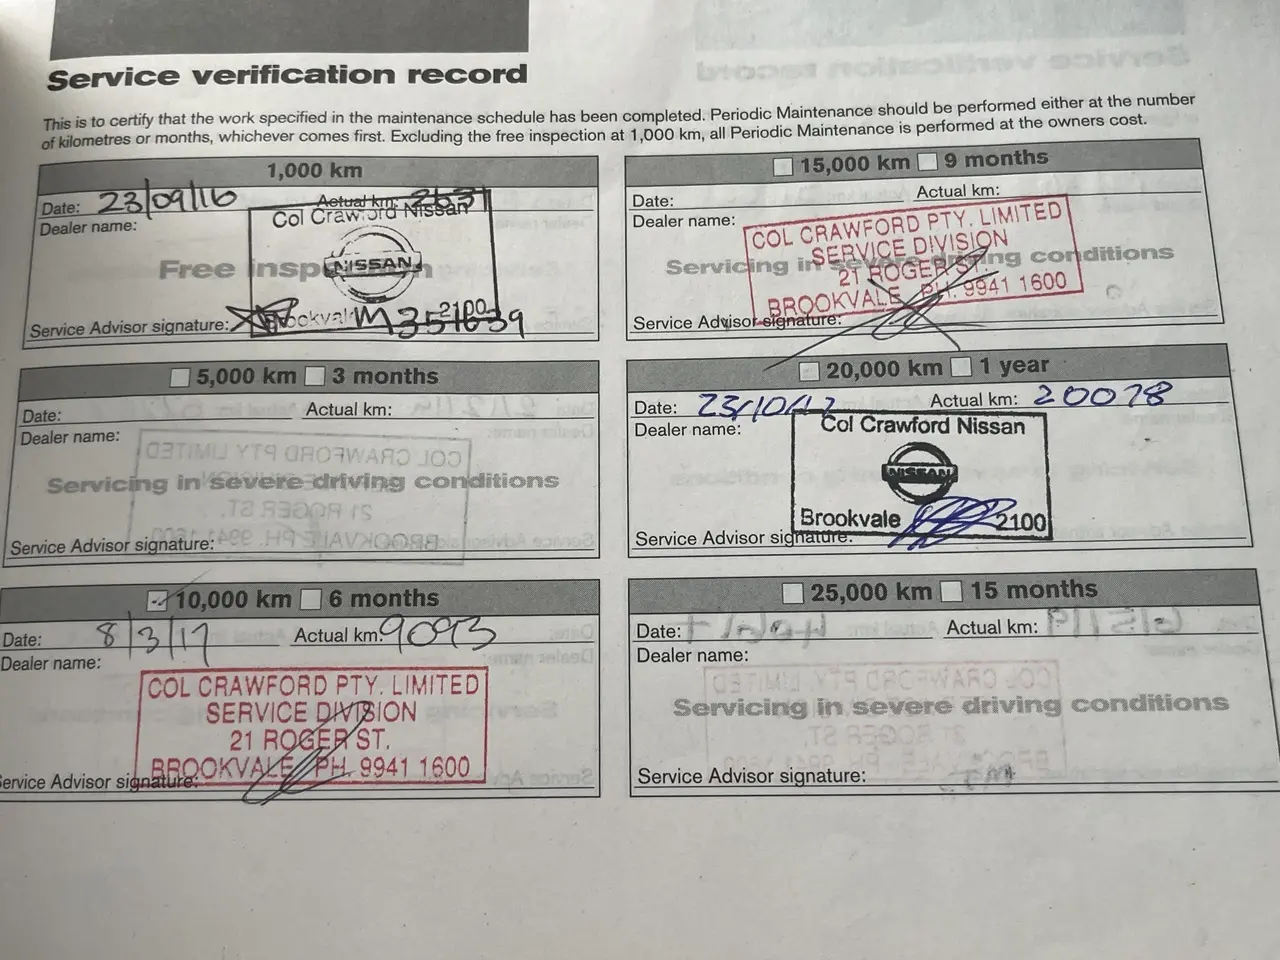 Service verification record
This is to certify that the work specified in the maintenance schedule has been completed. Periodic Maintenance should be performed either at the number
of kilometres or months, whichever comes first. Excluding the free inspection at 1,000 km, all Periodic Maintenance is performed at the owners cost.
1,000 km
Date: 23/09/16 Actual km: 2631
Dealer name:
Col Crawford Nissan
NISSAN
Free inspection
Brookvale 2100
Service Advisor signature: M3521639
5,000 km 3 months
Date: Actual km:
Dealer name:
Servicing in severe driving conditions
Service Advisor signature:
10,000 km 6 months
Date: 8/3/17 Actual km: 9093
Dealer name:
COL CRAWFORD PTY. LIMITED
SERVICE DIVISION
21 ROGER ST.
BROOKVALE PH. 9941 1600
Service Advisor signature:
15,000 km 9 months
Date: Actual km:
Dealer name:
COL CRAWFORD PTY. LIMITED
SERVICE DIVISION
Servicing in severe driving conditions
21 ROGER ST.
BROOKVALE PH. 9941 1600
Service Advisor signature:
20,000 km 1 year
Date: 23/10/17 Actual km: 20078
Dealer name:
Col Crawford Nissan
NISSAN
Brookvale 2100
Service Advisor signature:
25,000 km 15 months
Date: Actual km:
Dealer name:
Servicing in severe driving conditions
Service Advisor signature: